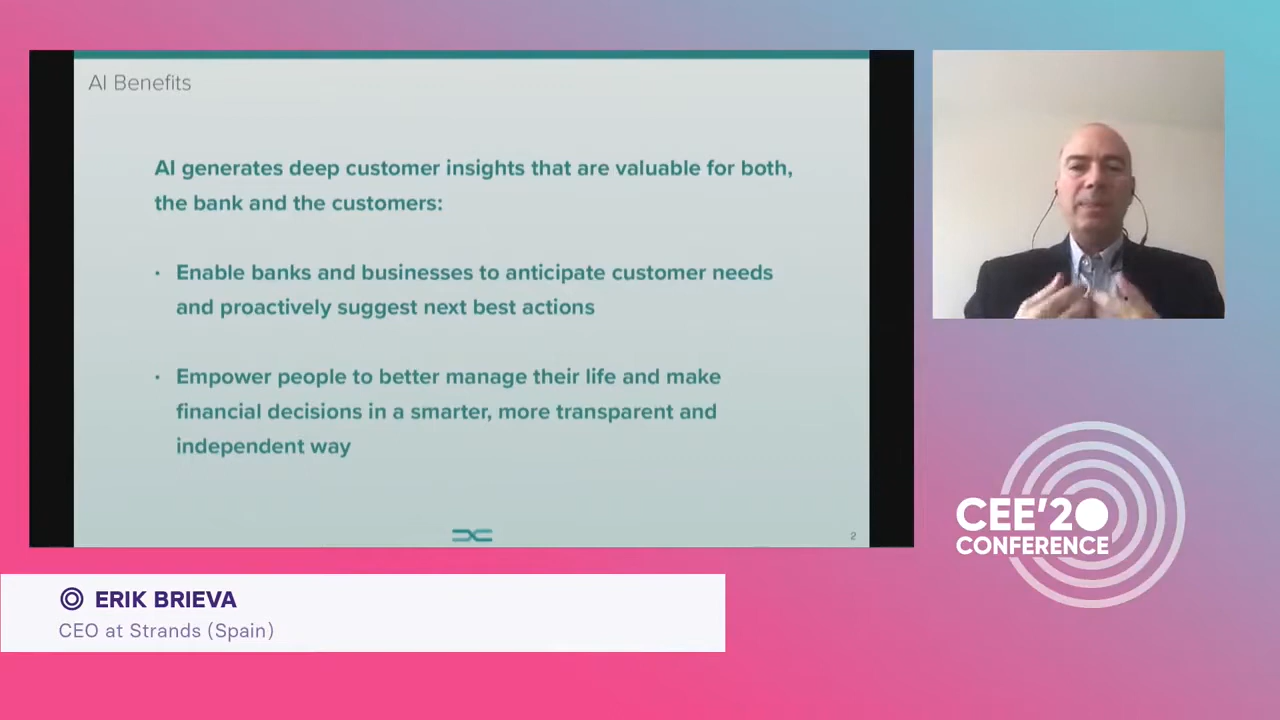 AI Benefits
AI generates deep customer insights that are valuable for both,
the bank and the customers:
· Enable banks and businesses to anticipate customer needs
and proactively suggest next best actions
· Empower people to better manage their life and make
financial decisions in a smarter, more transparent and
independent way
2
ERIK BRIEVA
CEO at Strands (Spain)
CEE'20
CONFERENCE